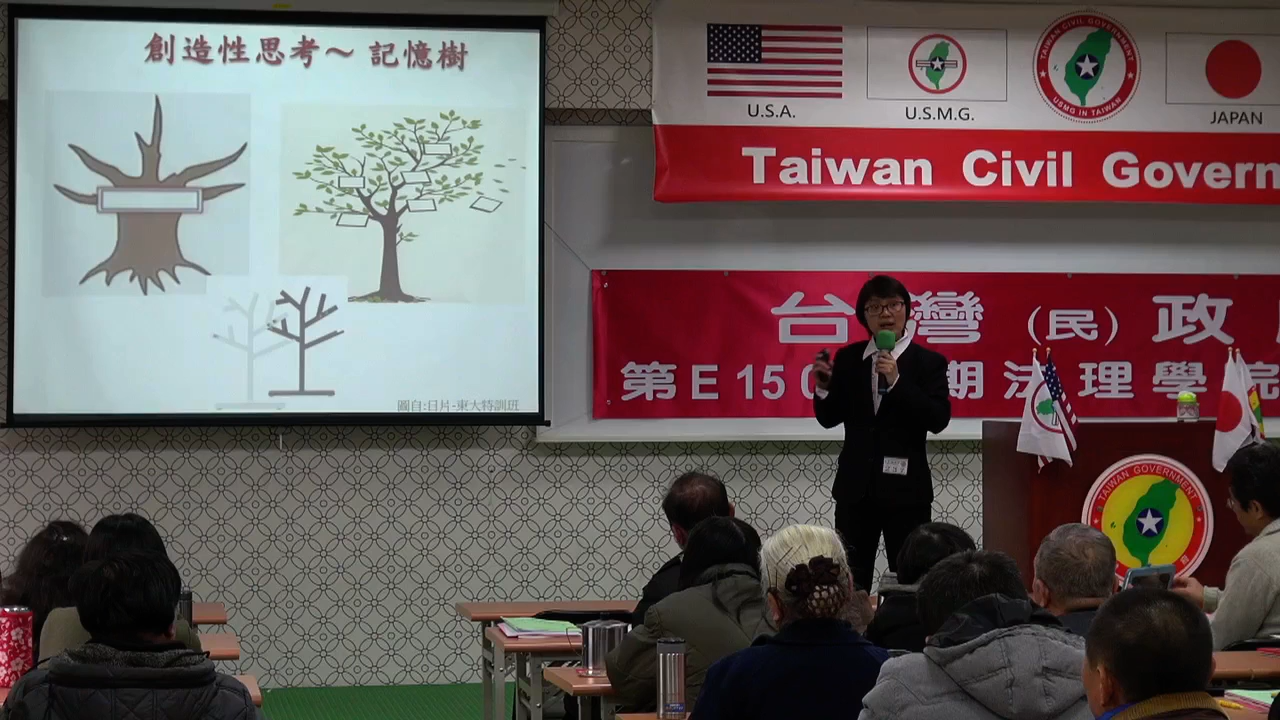 創造性思考～ 記憶樹
圖自:日片-東大特訓班
U.S.A.
U.S.M.G.
TAIWAN CIVIL GOVERNMENT
USMG IN TAIWAN
JAPAN
Taiwan Civil Govern
台灣（民）政
第E150 期法理學院
TAIWAN GOVERNMENT